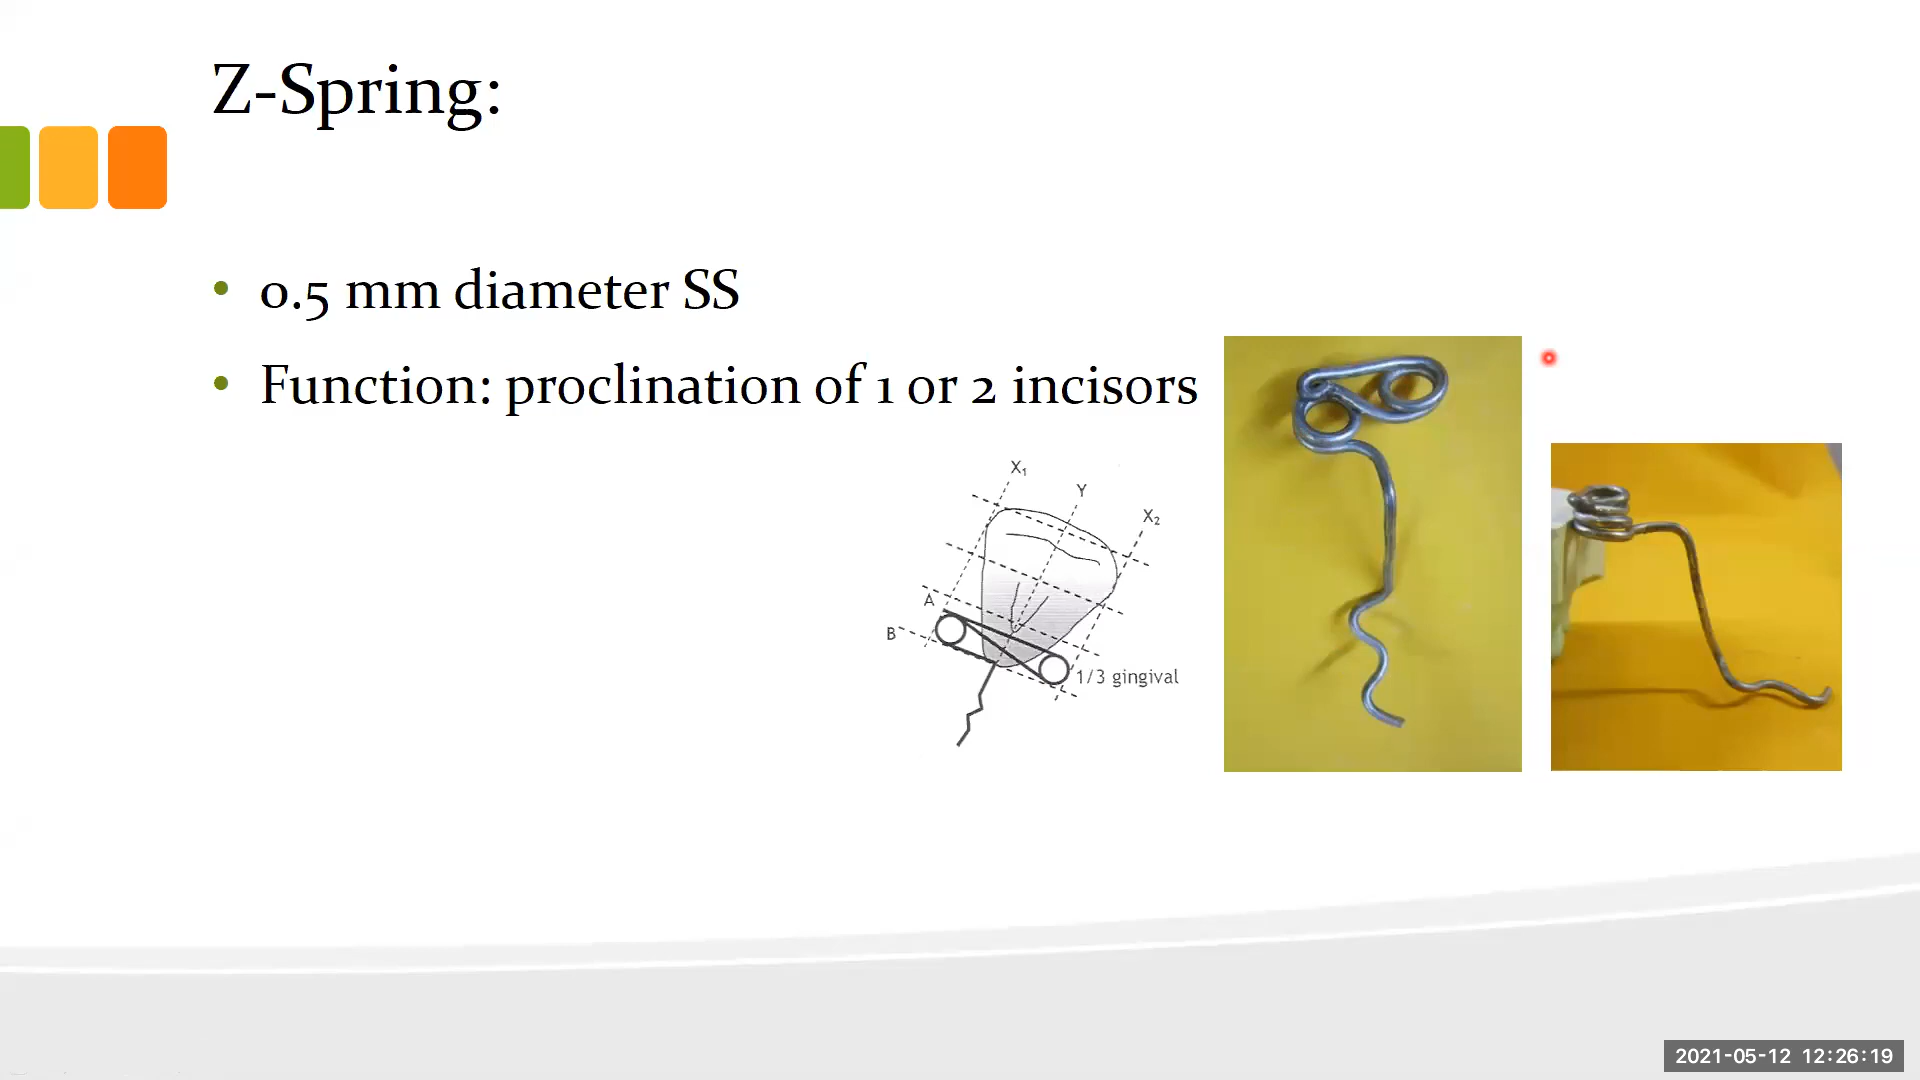 Z-Spring:
• 0.5 mm diameter SS
• Function: proclination of 1 or 2 incisors
X₁
Y
X₂
A
B
1/3 gingival
2021-05-12 12:26:19